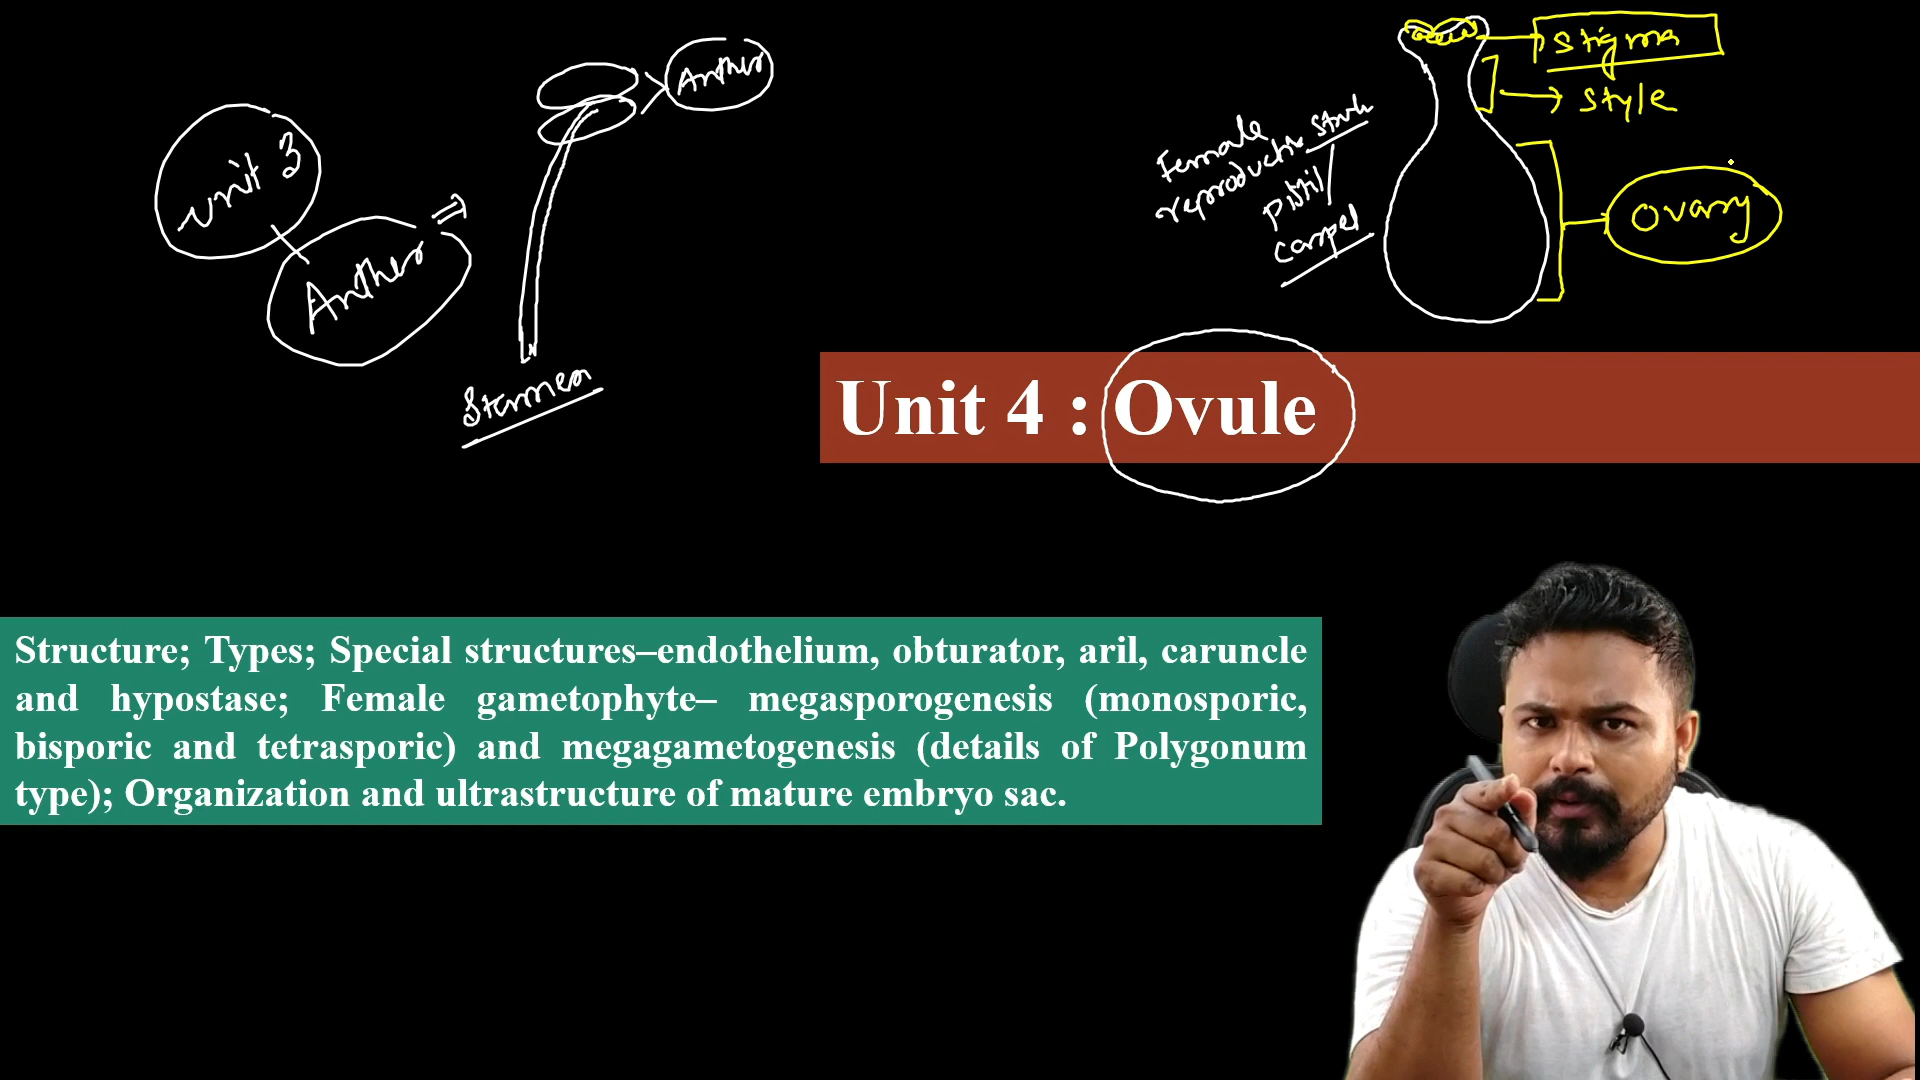 unit 3
Anther
Anther
Stamen
Stigma
Style
Ovary
Female
reproductive
Pistil/
Carpel
Unit 4 : Ovule
Structure; Types; Special structures–endothelium, obturator, aril, caruncle
and hypostase; Female gametophyte– megasporogenesis (monosporic,
bisporic and tetrasporic) and megagametogenesis (details of Polygonum
type); Organization and ultrastructure of mature embryo sac.